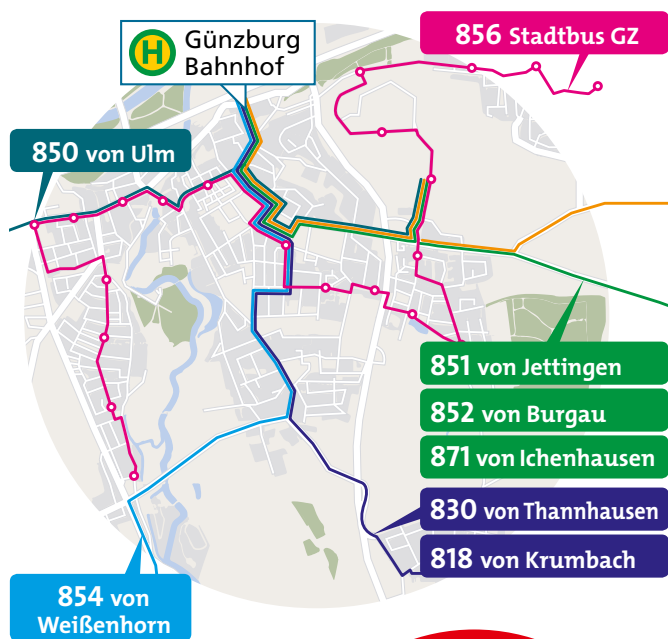 H
Günzburg
Bahnhof
856 Stadtbus GZ
850 von Ulm
851 von Jettingen
852 von Burgau
871 von Ichenhausen
830 von Thannhausen
818 von Krumbach
854 von
Weißenhorn